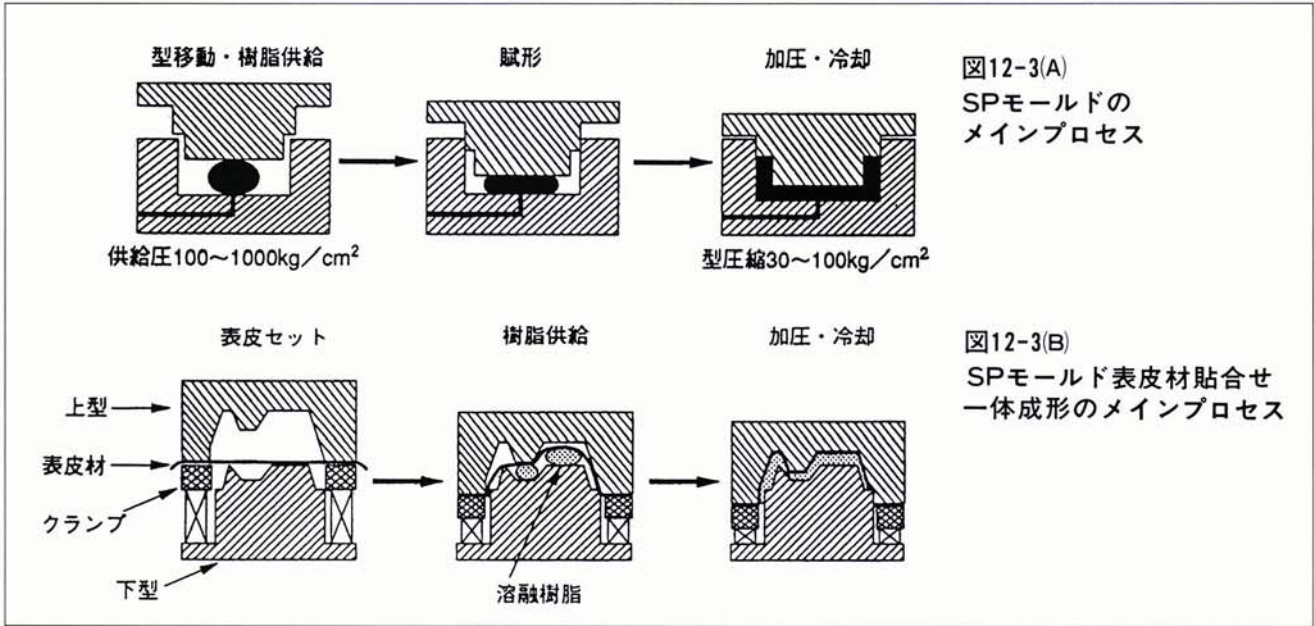 型移動・樹脂供給
賦形
加圧・冷却
供給圧100〜1000kg／cm²
型圧縮30〜100kg／cm²
図12-3(A)
SPモールドの
メインプロセス
表皮セット
樹脂供給
加圧・冷却
上型
表皮材
クランプ
下型
溶融樹脂
図12-3(B)
SPモールド表皮材貼合せ
一体成形のメインプロセス